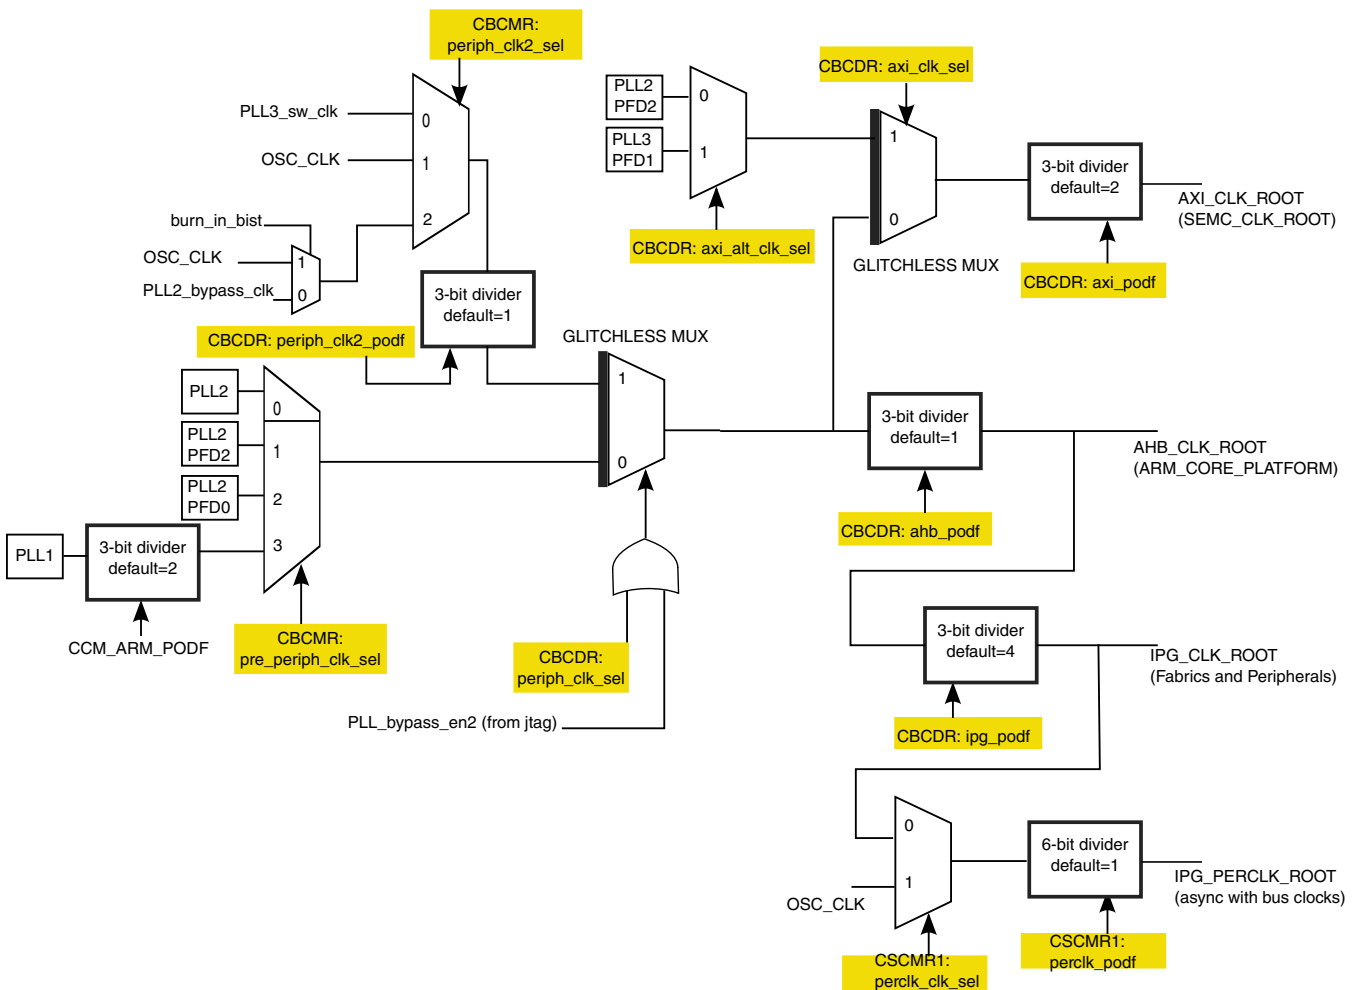 CBCMR:
periph_clk2_sel
PLL3_sw_clk
0
OSC_CLK
1
2
burn_in_bist
OSC_CLK
1
PLL2_bypass_clk
0
3-bit divider
default=1
CBCDR: periph_clk2_podf
PLL2
PFD2
0
PLL3
PFD1
1
CBCDR: axi_alt_clk_sel
CBCDR: axi_clk_sel
1
0
GLITCHLESS MUX
3-bit divider
default=2
AXI_CLK_ROOT
(SEMC_CLK_ROOT)
CBCDR: axi_podf
GLITCHLESS MUX
1
0
PLL2
0
PLL2
PFD2
1
PLL2
PFD0
2
PLL1
3-bit divider
default=2
3
CCM_ARM_PODF
CBCMR:
pre_periph_clk_sel
CBCDR:
periph_clk_sel
PLL_bypass_en2 (from jtag)
3-bit divider
default=1
AHB_CLK_ROOT
(ARM_CORE_PLATFORM)
CBCDR: ahb_podf
3-bit divider
default=4
IPG_CLK_ROOT
(Fabrics and Peripherals)
CBCDR: ipg_podf
0
1
OSC_CLK
6-bit divider
default=1
IPG_PERCLK_ROOT
(async with bus clocks)
CSCMR1:
perclk_clk_sel
CSCMR1:
perclk_podf